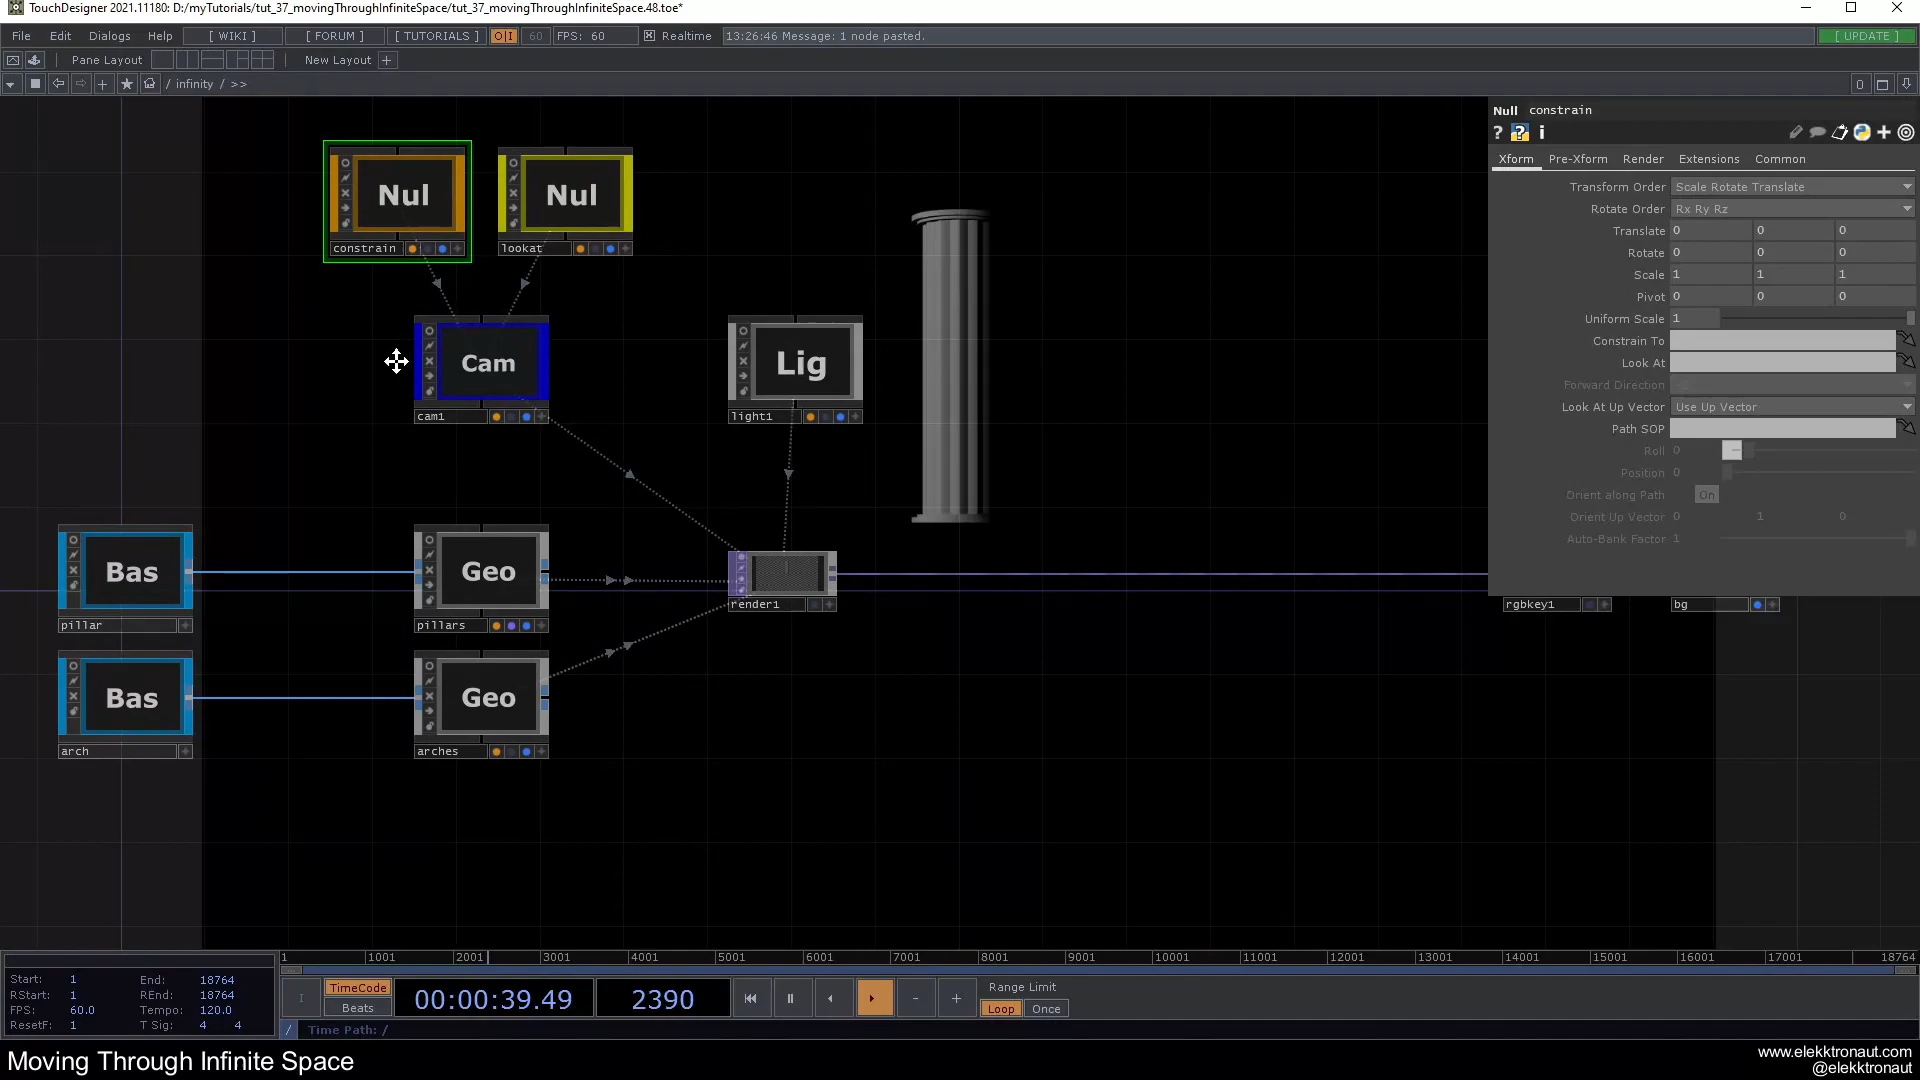 TouchDesigner 2021.11180: D:/myTutorials/tut_37_movingThroughInfiniteSpace/tut_37_movingThroughInfiniteSpace.48.toe*
File Edit Dialogs Help [ WIKI ] [ FORUM ] [ TUTORIALS ] O|I 60 FPS: 60 Realtime 13:26:46 Message: 1 node pasted. [ UPDATE ]
Pane Layout New Layout +
/ infinity / >> 0
Null constrain
? ? i
Xform Pre-Xform Render Extensions Common
Transform Order Scale Rotate Translate
Rotate Order Rx Ry Rz
Translate 0 0 0
Rotate 0 0 0
Scale 1 1 1
Pivot 0 0 0
Uniform Scale 1
Constrain To
Look At
Forward Direction
Look At Up Vector Use Up Vector
Path SOP
Roll 0
Position 0
Orient along Path On
Orient Up Vector 0 1 0
Auto-Bank Factor 1
Nul Nul
constrain lookat
Cam Lig
cam1 light1
Bas Geo
pillar pillars render1 rgbkey1 bg
Bas Geo
arch arches
1 1001 2001 3001 4001 5001 6001 7001 8001 9001 10001 11001 12001 13001 14001 15001 16001 17001 18764
Start: 1 End: 18764
RStart: 1 REnd: 18764
FPS: 60.0 Tempo: 120.0
ResetF: 1 T Sig: 4 4
TimeCode
Beats
00:00:39.49 2390 - +
Range Limit
Loop Once
/ Time Path: /
Moving Through Infinite Space
www.elekktronaut.com
@elekktronaut